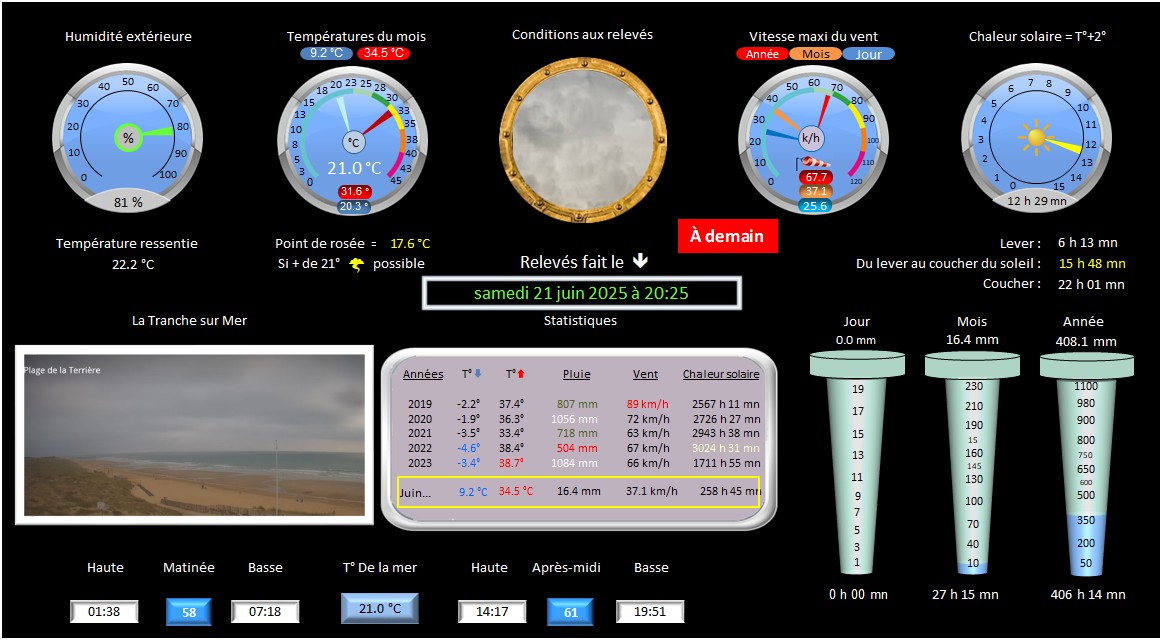 Humidité extérieure
Températures du mois
Conditions aux relevés
Vitesse maxi du vent
Chaleur solaire = T°+2°
9.2 °C 34.5 °C
Année Mois Jour
0 10 20 30 40 50 60 70 80 90 100
%
81 %
0 3 5 8 10 13 15 18 20 23 25 28 30 33 35 38 40 43 45
°C
21.0 °C
31.6 °
20.3 °
0 10 20 30 40 50 60 70 80 90 100 110 120
k/h
67.7
37.1
25.6
0 1 2 3 4 5 6 7 8 9 10 11 12 13 14 15
12 h 29 mn
Température ressentie
22.2 °C
Point de rosée = 17.6 °C
Si + de 21° possible
À demain
Relevés fait le
samedi 21 juin 2025 à 20:25
Lever : 6 h 13 mn
Du lever au coucher du soleil : 15 h 48 mn
Coucher : 22 h 01 mn
La Tranche sur Mer
Plage de la Terrière
Statistiques
Années T° T° Pluie Vent Chaleur solaire
2019 -2.2° 37.4° 807 mm 89 km/h 2567 h 11 mn
2020 -1.9° 36.3° 1056 mm 72 km/h 2726 h 27 mn
2021 -3.5° 33.4° 718 mm 63 km/h 2943 h 38 mn
2022 -4.6° 38.4° 504 mm 67 km/h 3024 h 31 mn
2023 -3.4° 38.7° 1084 mm 66 km/h 1711 h 55 mn
Juin... 9.2 °C 34.5 °C 16.4 mm 37.1 km/h 258 h 45 mn
Jour
0.0 mm
19
17
15
13
11
9
7
5
3
1
0 h 00 mn
Mois
16.4 mm
230
210
190
15
160
145
130
100
70
40
10
27 h 15 mn
Année
408.1 mm
1100
980
900
800
750
650
600
500
350
200
50
406 h 14 mn
Haute Matinée Basse T° De la mer Haute Après-midi Basse
01:38 58 07:18 21.0 °C 14:17 61 19:51